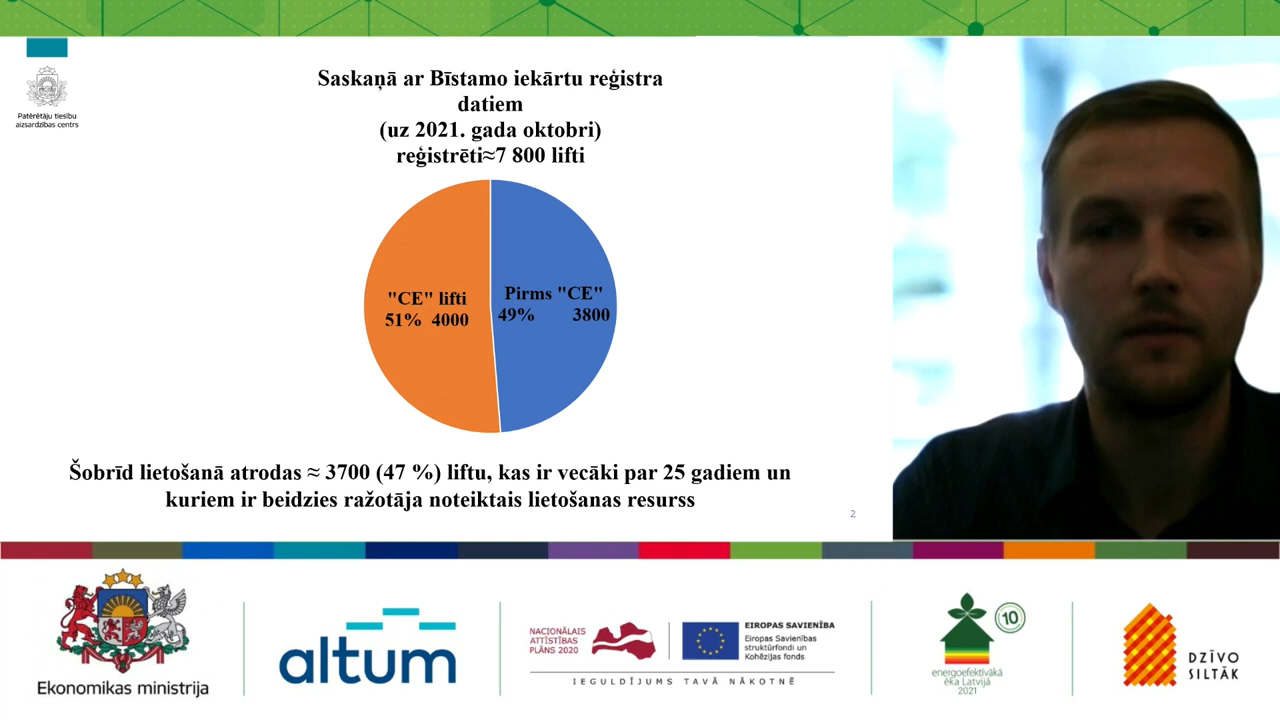 Patērētāju tiesību
aizsardzības centrs
Saskaņā ar Bīstamo iekārtu reģistra
datiem
(uz 2021. gada oktobri)
reģistrēti≈7 800 lifti
"CE" lifti
51% 4000
Pirms "CE"
49% 3800
Šobrīd lietošanā atrodas ≈ 3700 (47 %) liftu, kas ir vecāki par 25 gadiem un
kuriem ir beidzies ražotāja noteiktais lietošanas resurss
2
Ekonomikas ministrija
altum
NACIONĀLAIS
ATTĪSTĪBAS
PLĀNS 2020
EIROPAS SAVIENĪBA
Eiropas Savienības
struktūrfondu un
Kohēzijas fonds
IEGULDĪJUMS TAVĀ NĀKOTNĒ
10
energoefektīvākā
ēka Latvijā
2021
DZĪVO
SILTĀK